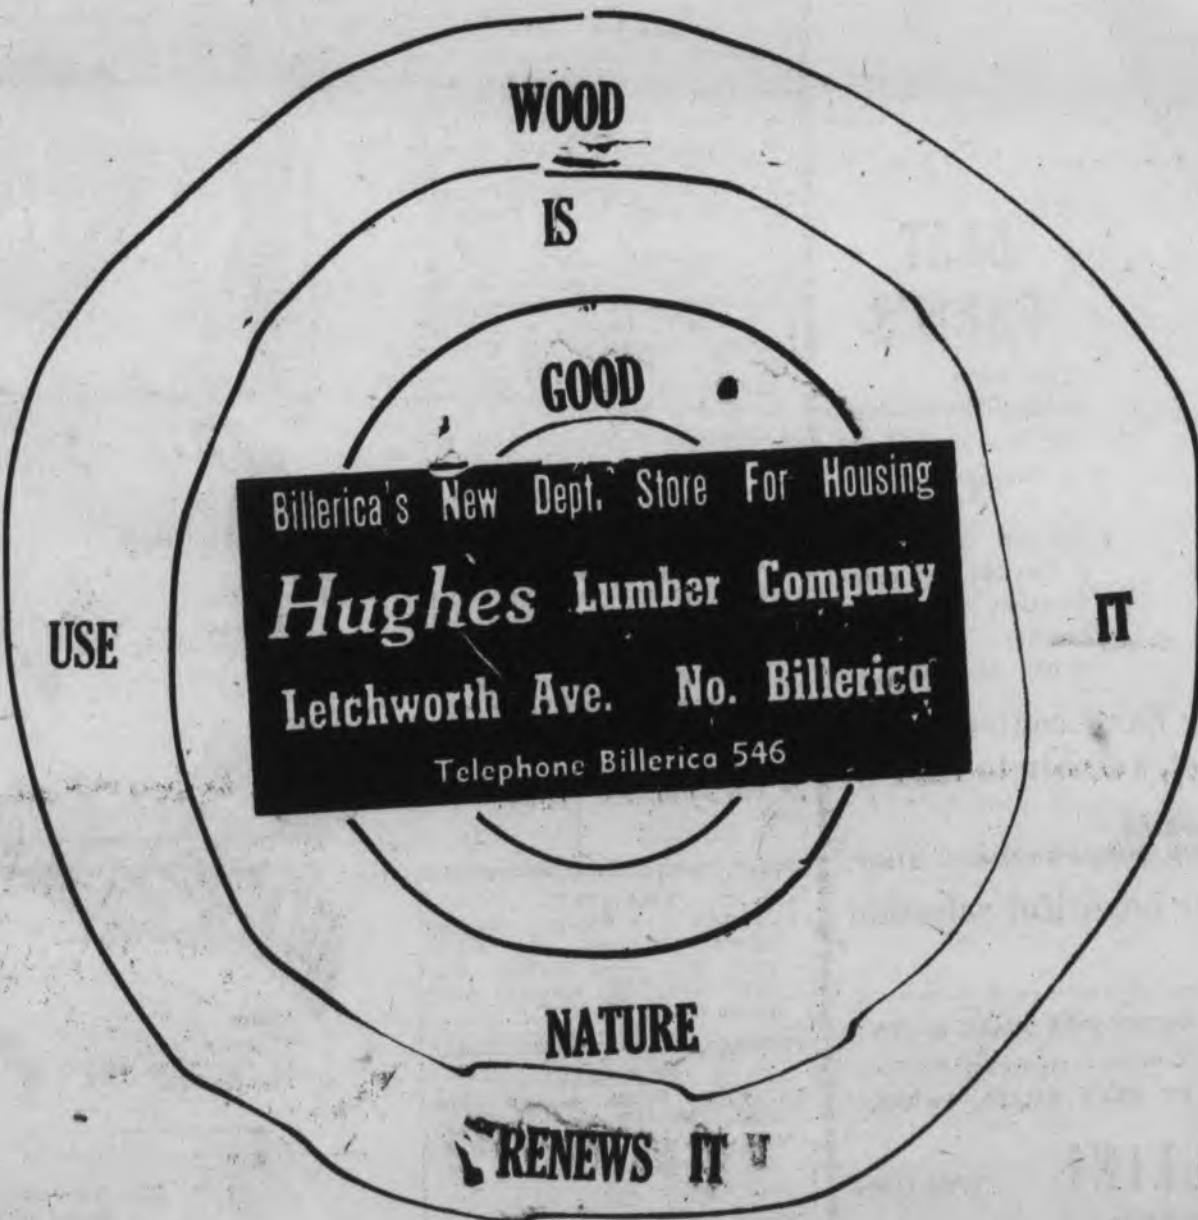 WOOD
IS
GOOD
Billerica's New Dept. Store For Housing
Hughes Lumber Company
Letchworth Ave. No. Billerica
Telephone Billerica 546
USE
IT
NATURE
RENEWS IT